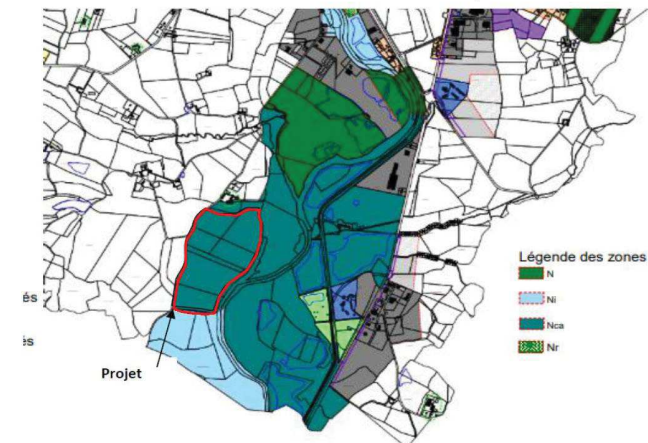 Légende des zones
N
Ni
Nca
Nr
és
és
Projet